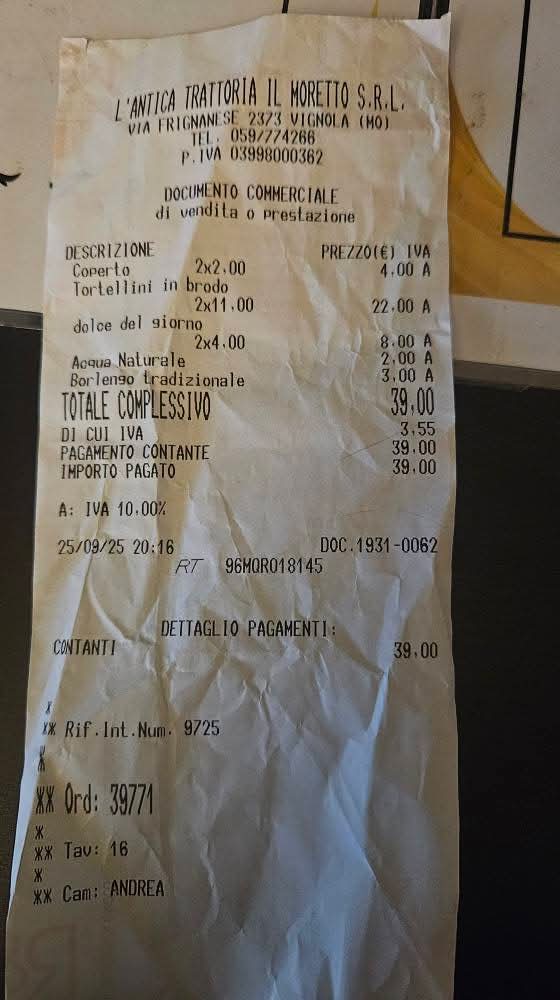 L'ANTICA TRATTORIA IL MORETTO S.R.L.
VIA FRIGNANESE 2373 VIGNOLA (MO)
TEL. 059/774266
P.IVA 03998000362
DOCUMENTO COMMERCIALE
di vendita o prestazione
DESCRIZIONE PREZZO(€) IVA
Coperto 2x2,00 4,00 A
Tortellini in brodo
2x11,00 22,00 A
dolce del giorno
2x4,00 8,00 A
Acqua Naturale 2,00 A
Borlengo tradizionale 3,00 A
TOTALE COMPLESSIVO 39,00
DI CUI IVA 3,55
PAGAMENTO CONTANTE 39,00
IMPORTO PAGATO 39,00
A: IVA 10,00%
25/09/25 20:16 DOC.1931-0062
RT 96MQR018145
DETTAGLIO PAGAMENTI:
CONTANTI 39,00
*
** Rif.Int.Num. 9725
*
** Ord: 39771
*
** Tav: 16
*
** Cam: ANDREA